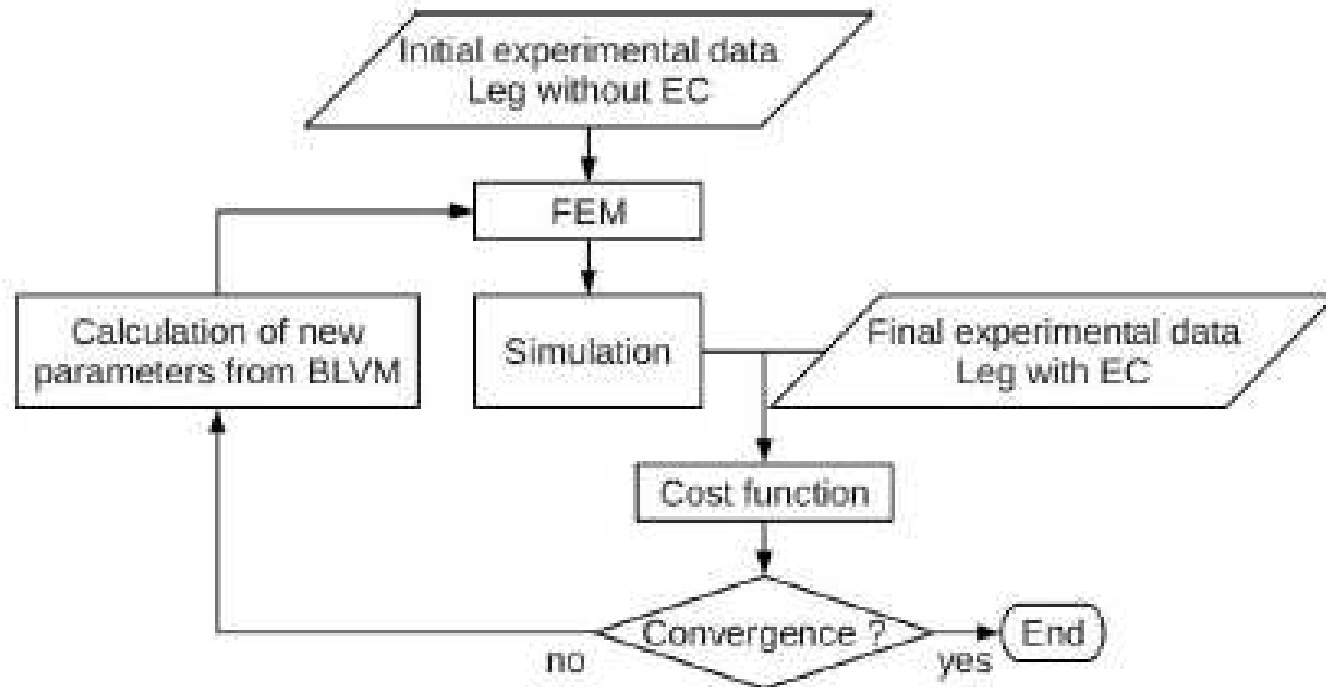 Initial experimental data
Leg without EC
FEM
Calculation of new
parameters from BLVM
Simulation
Final experimental data
Leg with EC
Cost function
Convergence ?
no
yes
End